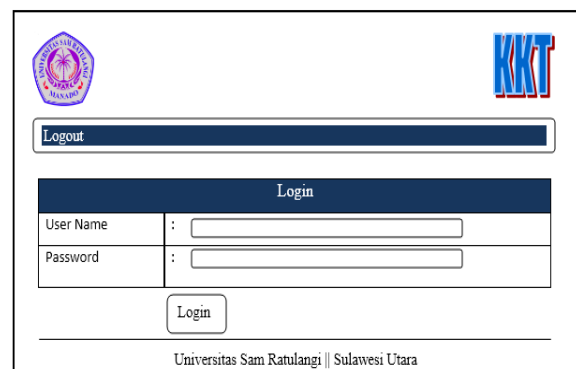 UNIVERSITAS SAM RATULANGI
MANADO
KKT
Logout
Login
User Name :
Password :
Login
Universitas Sam Ratulangi || Sulawesi Utara